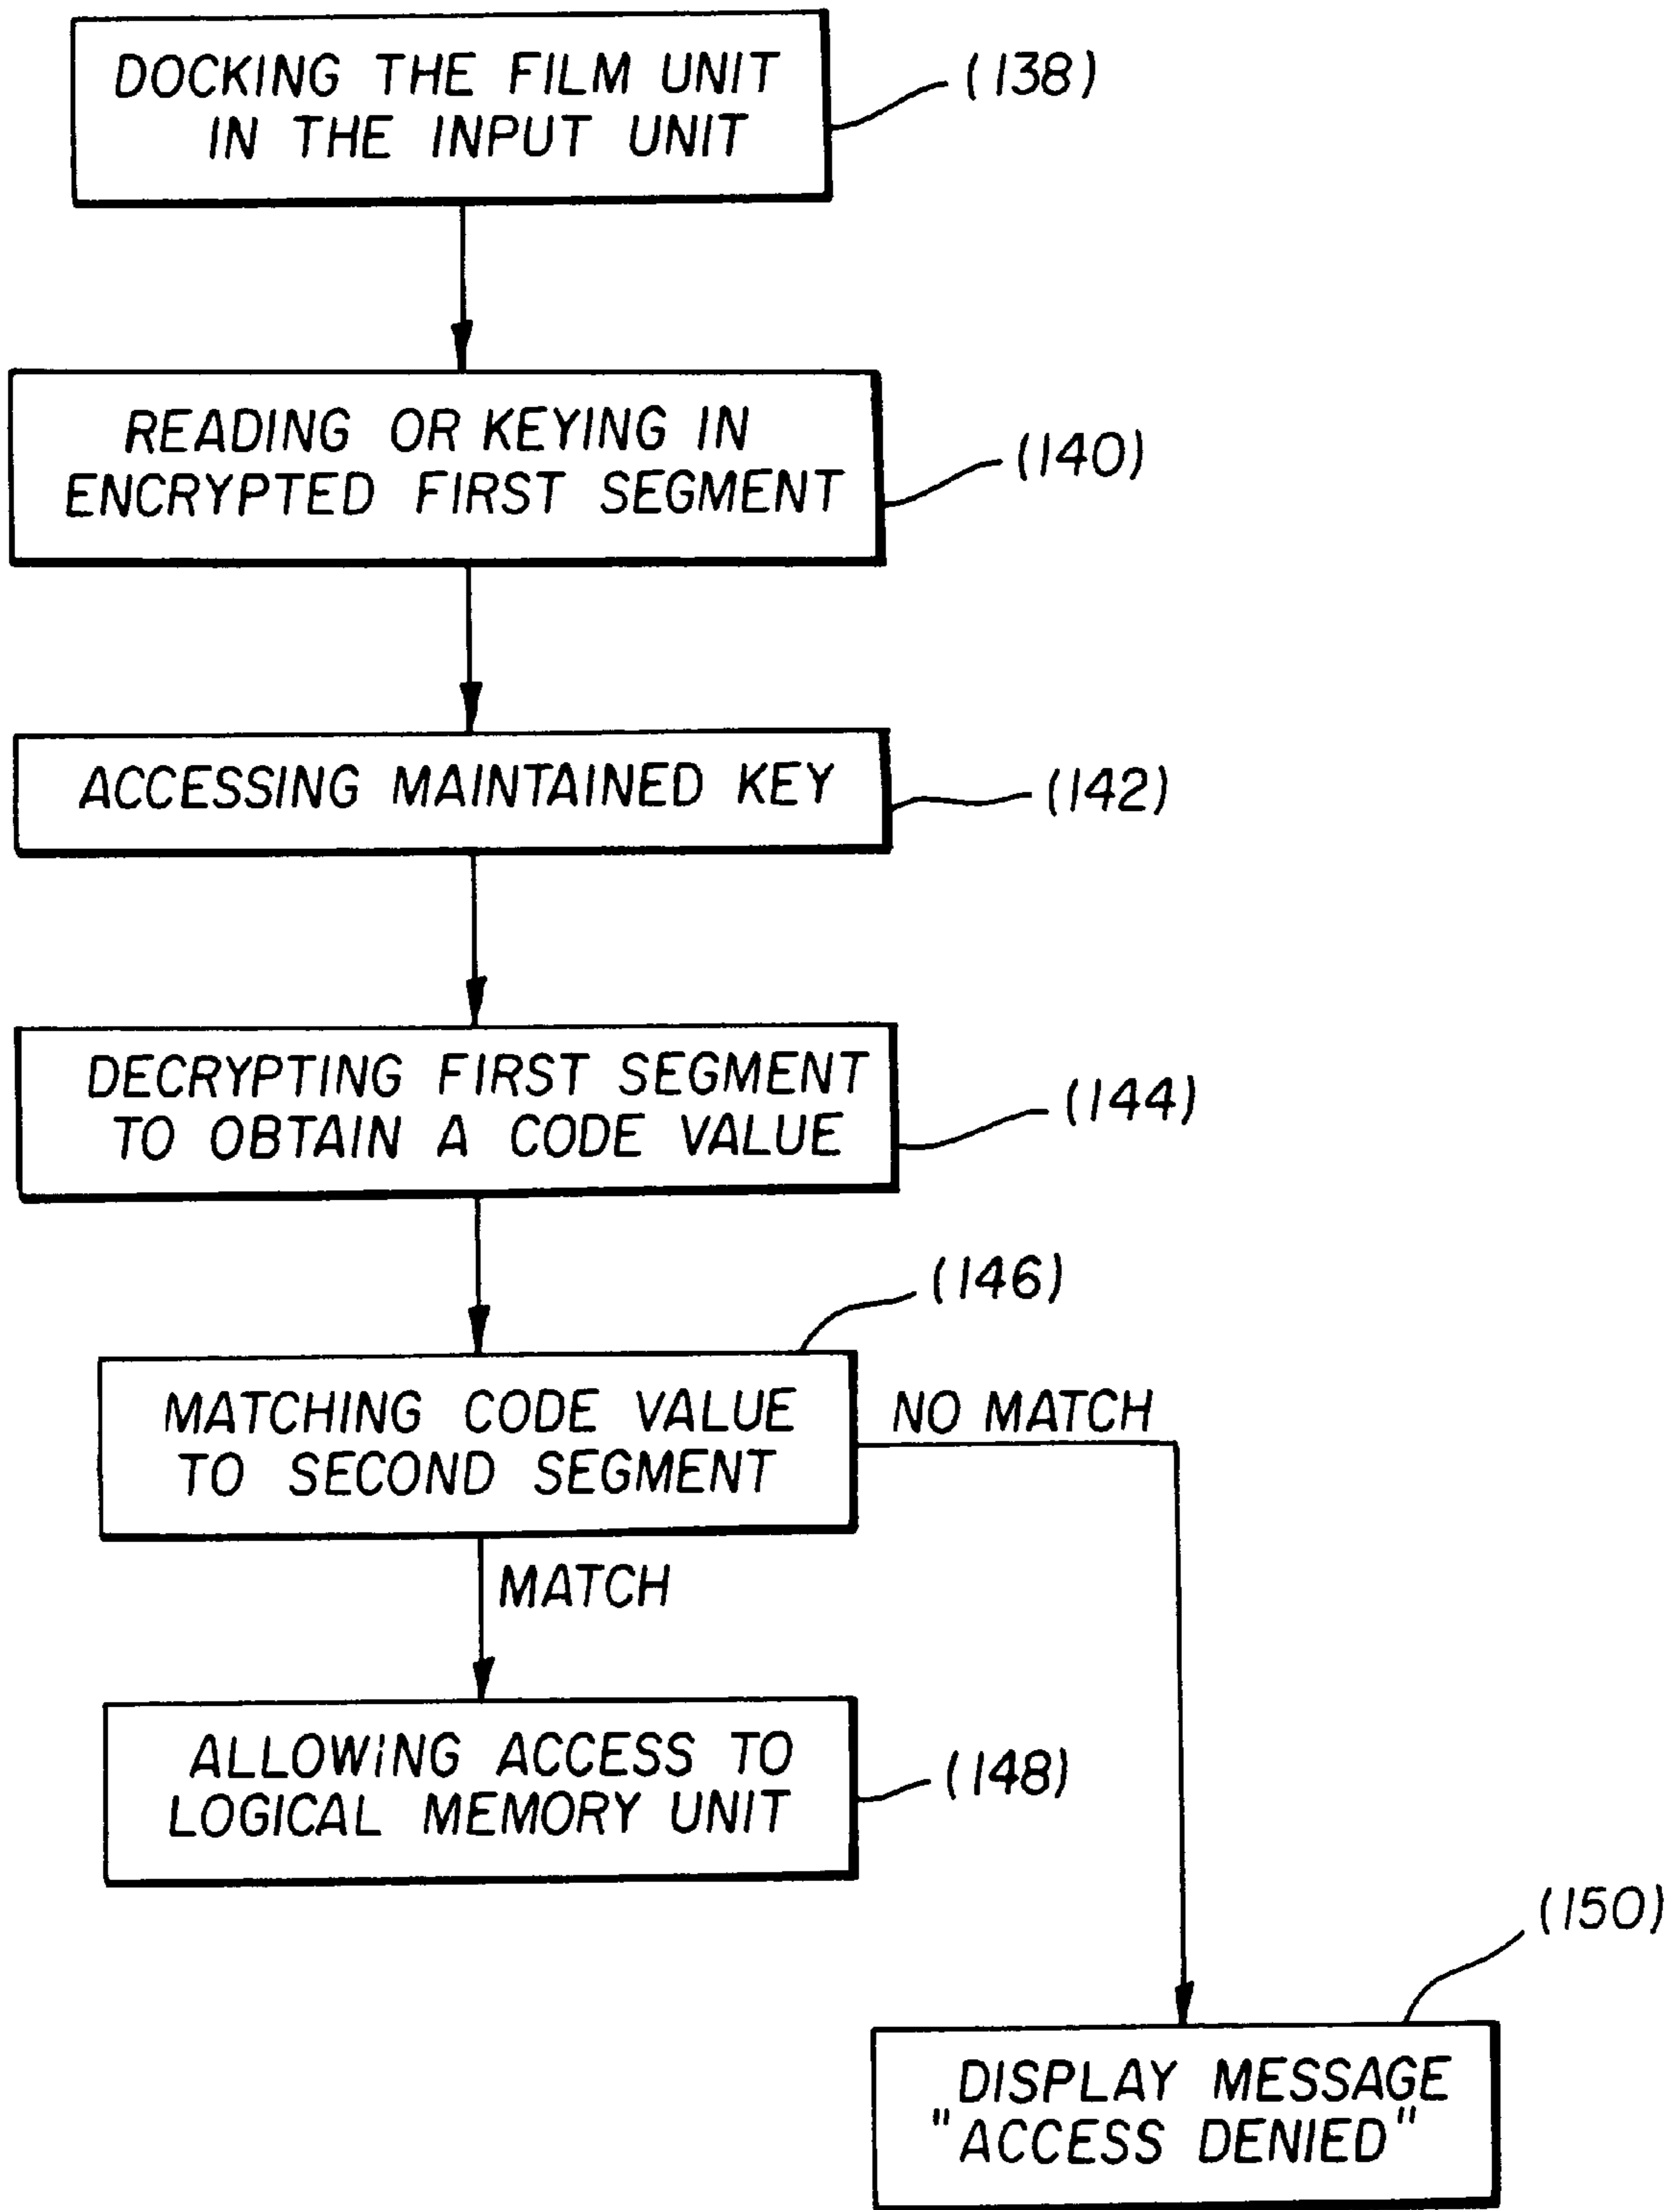 DOCKING THE FILM UNIT
IN THE INPUT UNIT
(138)
READING OR KEYING IN
ENCRYPTED FIRST SEGMENT
(140)
ACCESSING MAINTAINED KEY
(142)
DECRYPTING FIRST SEGMENT
TO OBTAIN A CODE VALUE
(144)
(146)
MATCHING CODE VALUE
TO SECOND SEGMENT
NO MATCH
MATCH
ALLOWING ACCESS TO
LOGICAL MEMORY UNIT
(148)
(150)
DISPLAY MESSAGE
"ACCESS DENIED"